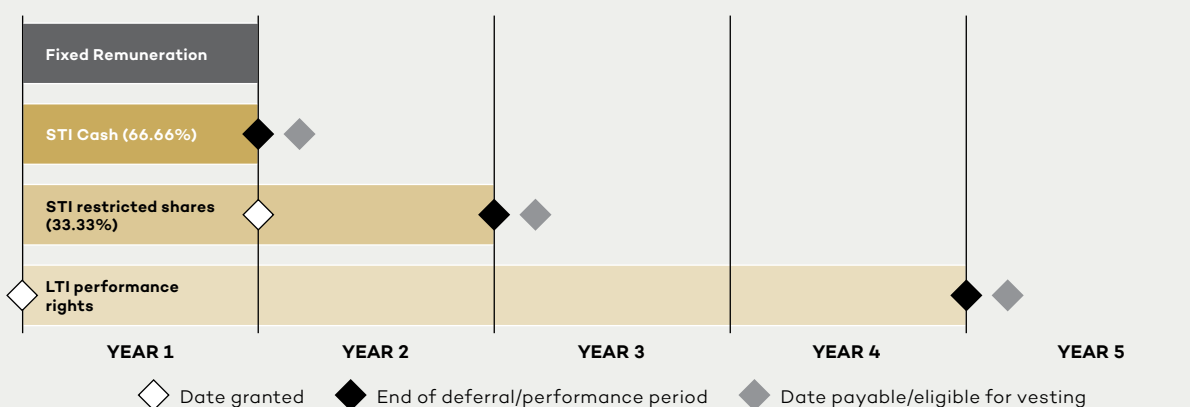 Fixed Remuneration
STI Cash (66.66%)
STI restricted shares
(33.33%)
LTI performance
rights
YEAR 1 YEAR 2 YEAR 3 YEAR 4 YEAR 5
Date granted End of deferral/performance period Date payable/eligible for vesting